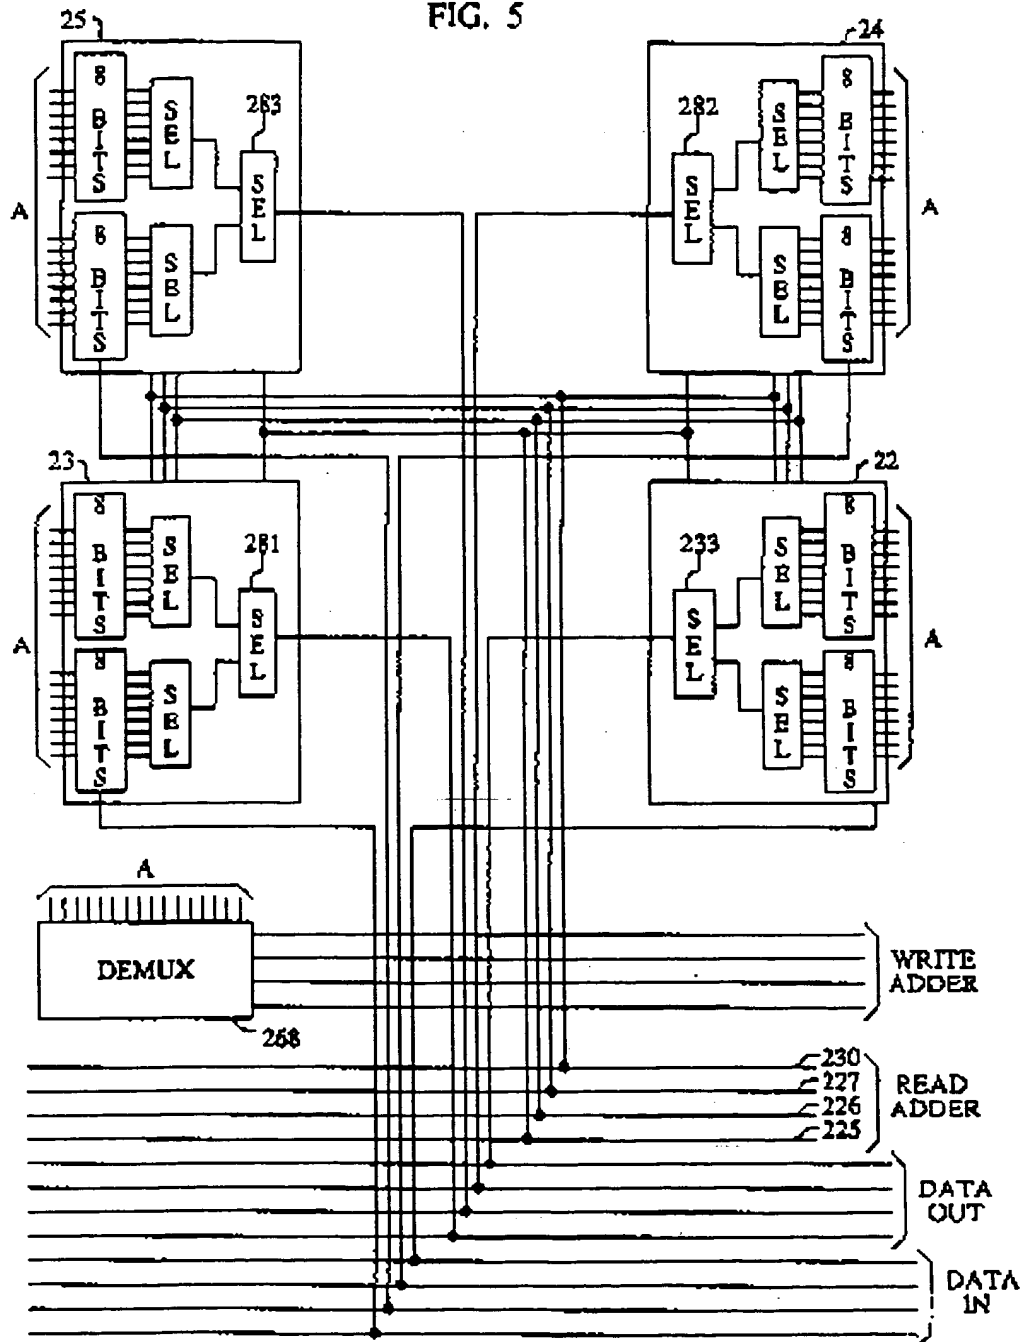 FIG. 5
25
24
8 BITS
SEL
283
SEL
A
8 BITS
SEL
282
SEL
SEL
8 BITS
A
SEL
8 BITS
23
22
8 BITS
SEL
281
SEL
A
8 BITS
SEL
233
SEL
SEL
8 BITS
A
SEL
8 BITS
A
DEMUX
268
WRITE
ADDER
230
227
226
225
READ
ADDER
DATA
OUT
DATA
IN